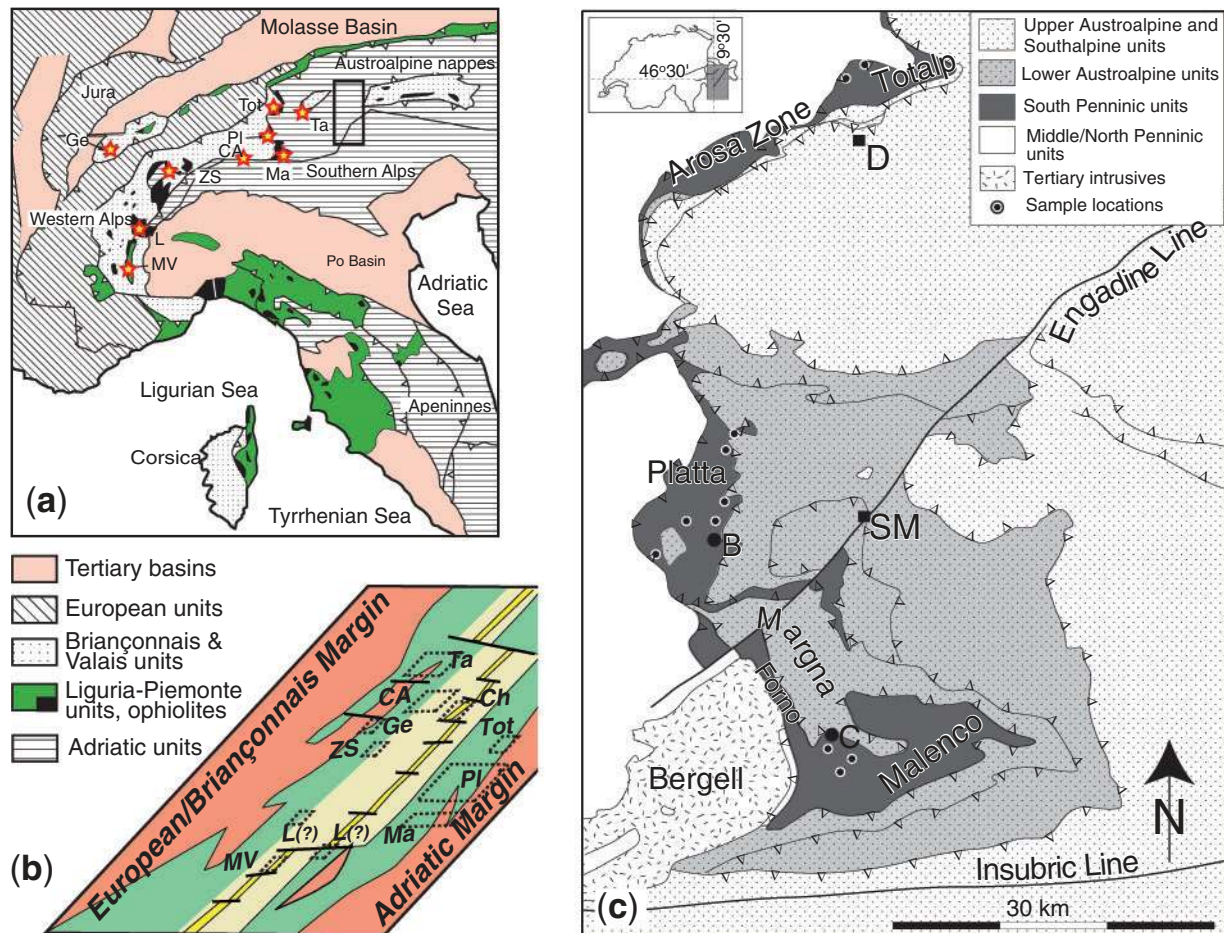 Molasse Basin
Austroalpine nappes
Jura
Tot
Ta
Ge
Pl
CA
ZS
Ma
Southern Alps
Western Alps
L
MV
Po Basin
Adriatic
Sea
Ligurian Sea
Apeninnes
Corsica
(a)
Tyrrhenian Sea
Tertiary basins
European units
Briançonnais &
Valais units
Liguria-Piemonte
units, ophiolites
Adriatic units
European/Briançonnais Margin
Ta
CA
Ch
Ge
Tot
ZS
Pl
L(?)
L(?)
Ma
MV
Adriatic Margin
(b)
46°30'
9°30'
Upper Austroalpine and
Southalpine units
Lower Austroalpine units
South Penninic units
Middle/North Penninic
units
Tertiary intrusives
Sample locations
Totalp
Arosa Zone
D
Engadine Line
Platta
SM
B
Margna
Forno
C
Malenco
Bergell
N
Insubric Line
(c)
30 km